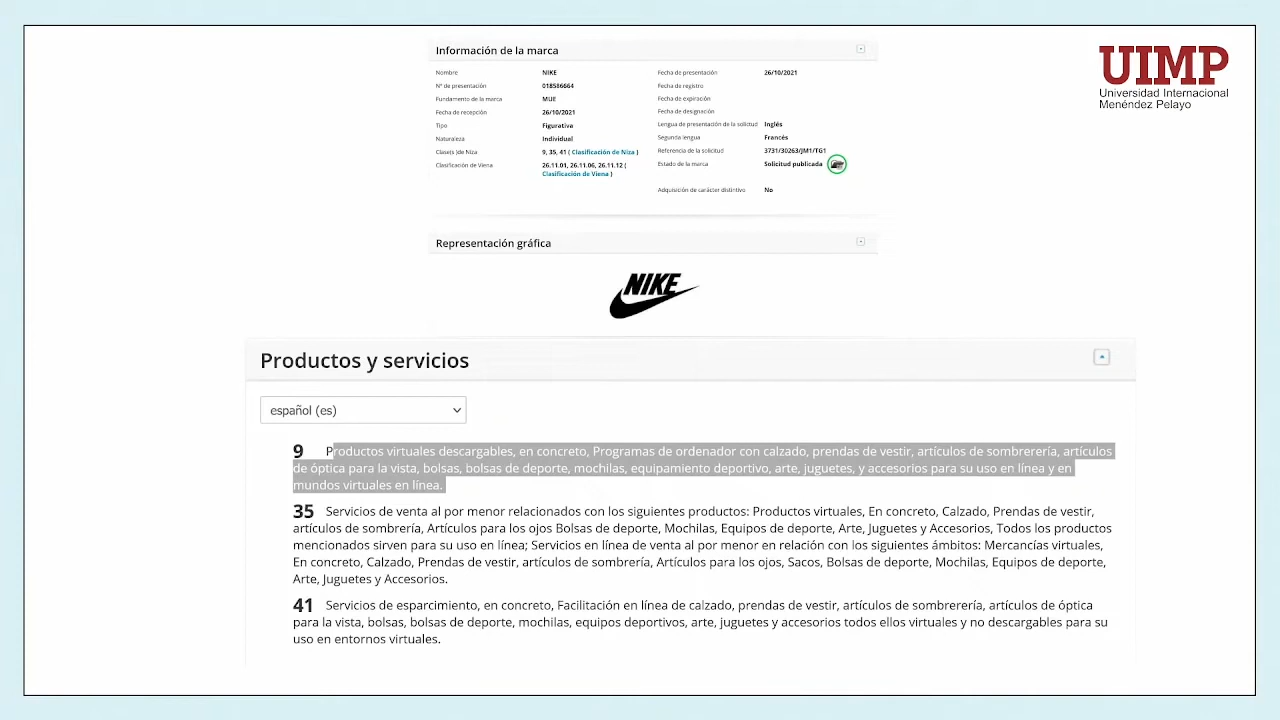 Información de la marca
UIMP
Universidad Internacional
Menéndez Pelayo
Nombre NIKE Fecha de presentación 26/10/2021
Nº de presentación 018586664 Fecha de registro
Fundamento de la marca MUE Fecha de expiración
Fecha de recepción 26/10/2021 Fecha de designación
Tipo Figurativa Lengua de presentación de la solicitud Inglés
Naturaleza Individual Segunda lengua Francés
Clase(s )de Niza 9, 35, 41 ( Clasificación de Niza ) Referencia de la solicitud 3731/30263/JM1/TG1
Clasificación de Viena 26.11.01, 26.11.06, 26.11.12 ( Estado de la marca Solicitud publicada
Clasificación de Viena )
Adquisición de carácter distintivo No
Representación gráfica
NIKE
Productos y servicios
español (es)
9 Productos virtuales descargables, en concreto, Programas de ordenador con calzado, prendas de vestir, artículos de sombrerería, artículos
de óptica para la vista, bolsas, bolsas de deporte, mochilas, equipamiento deportivo, arte, juguetes, y accesorios para su uso en línea y en
mundos virtuales en línea.
35 Servicios de venta al por menor relacionados con los siguientes productos: Productos virtuales, En concreto, Calzado, Prendas de vestir,
artículos de sombrería, Artículos para los ojos Bolsas de deporte, Mochilas, Equipos de deporte, Arte, Juguetes y Accesorios, Todos los productos
mencionados sirven para su uso en línea; Servicios en línea de venta al por menor en relación con los siguientes ámbitos: Mercancías virtuales,
En concreto, Calzado, Prendas de vestir, artículos de sombrería, Artículos para los ojos, Sacos, Bolsas de deporte, Mochilas, Equipos de deporte,
Arte, Juguetes y Accesorios.
41 Servicios de esparcimiento, en concreto, Facilitación en línea de calzado, prendas de vestir, artículos de sombrerería, artículos de óptica
para la vista, bolsas, bolsas de deporte, mochilas, equipos deportivos, arte, juguetes y accesorios todos ellos virtuales y no descargables para su
uso en entornos virtuales.